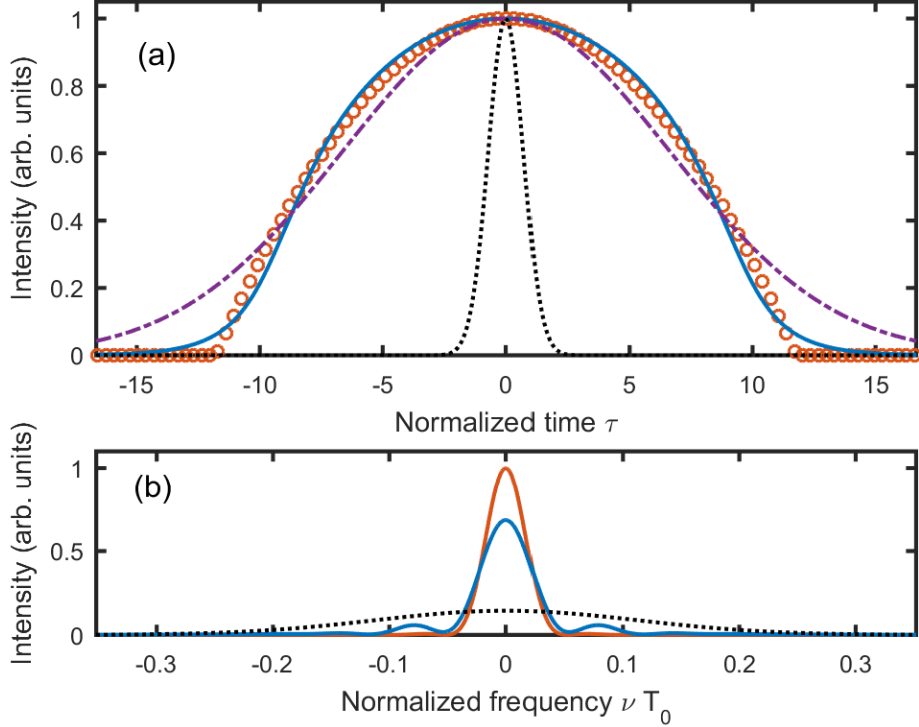 (a)
Intensity (arb. units)
1
0.8
0.6
0.4
0.2
0
-15 -10 -5 0 5 10 15
Normalized time τ
(b)
Intensity (arb. units)
1
0.5
0
-0.3 -0.2 -0.1 0 0.1 0.2 0.3
Normalized frequency ν T₀